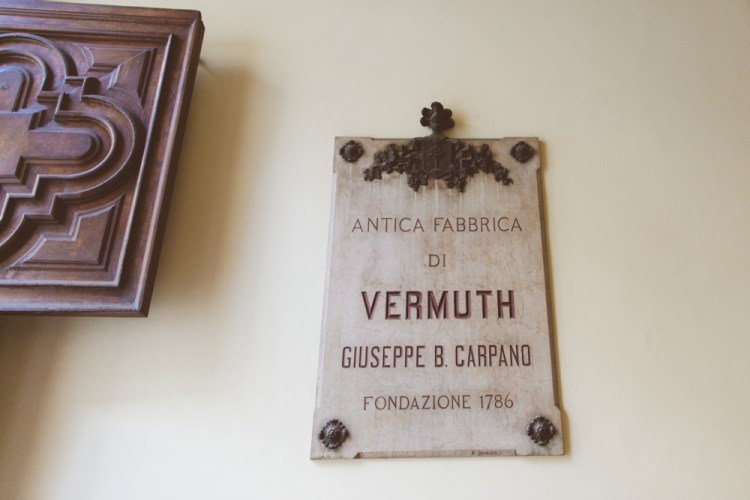 ANTICA FABBRICA
DI
VERMUTH
GIUSEPPE B. CARPANO
FONDAZIONE 1786